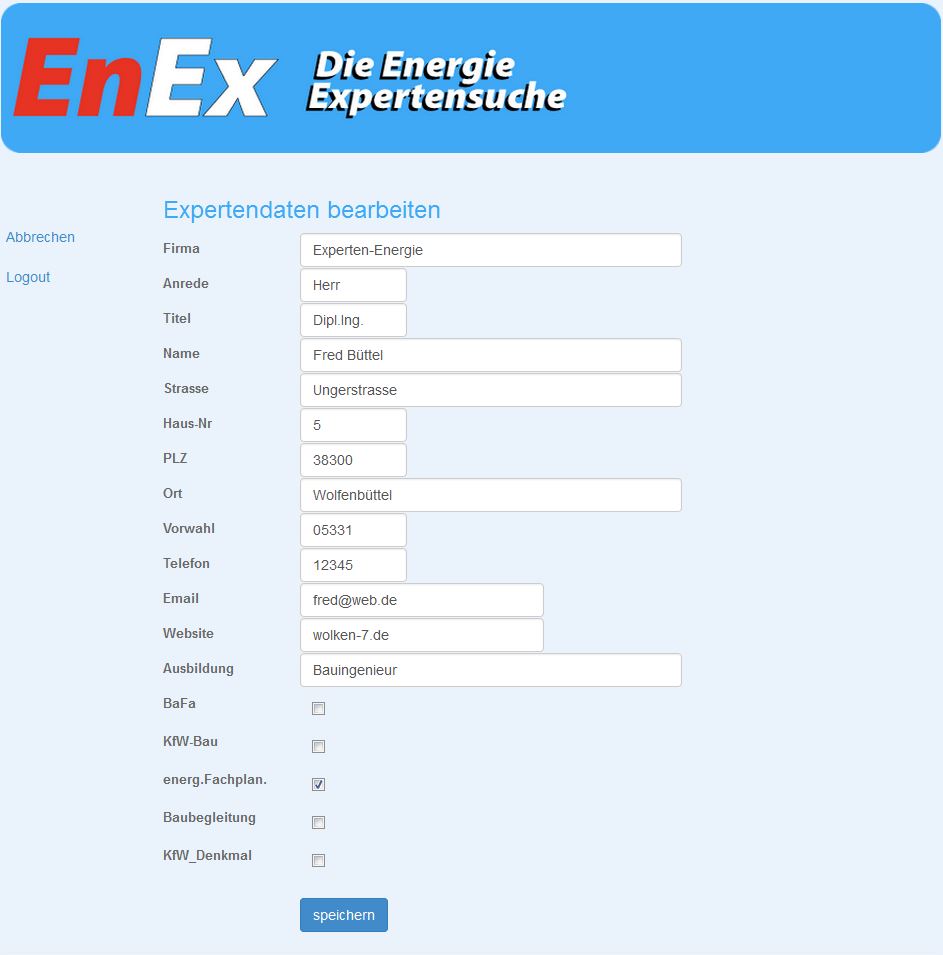 EnEx
Die Energie
Expertensuche
Expertendaten bearbeiten
Abbrechen
Logout
Firma Experten-Energie
Anrede Herr
Titel Dipl.Ing.
Name Fred Büttel
Strasse Ungerstrasse
Haus-Nr 5
PLZ 38300
Ort Wolfenbüttel
Vorwahl 05331
Telefon 12345
Email fred@web.de
Website wolken-7.de
Ausbildung Bauingenieur
BaFa
KfW-Bau
energ.Fachplan.
Baubegleitung
KfW_Denkmal
speichern